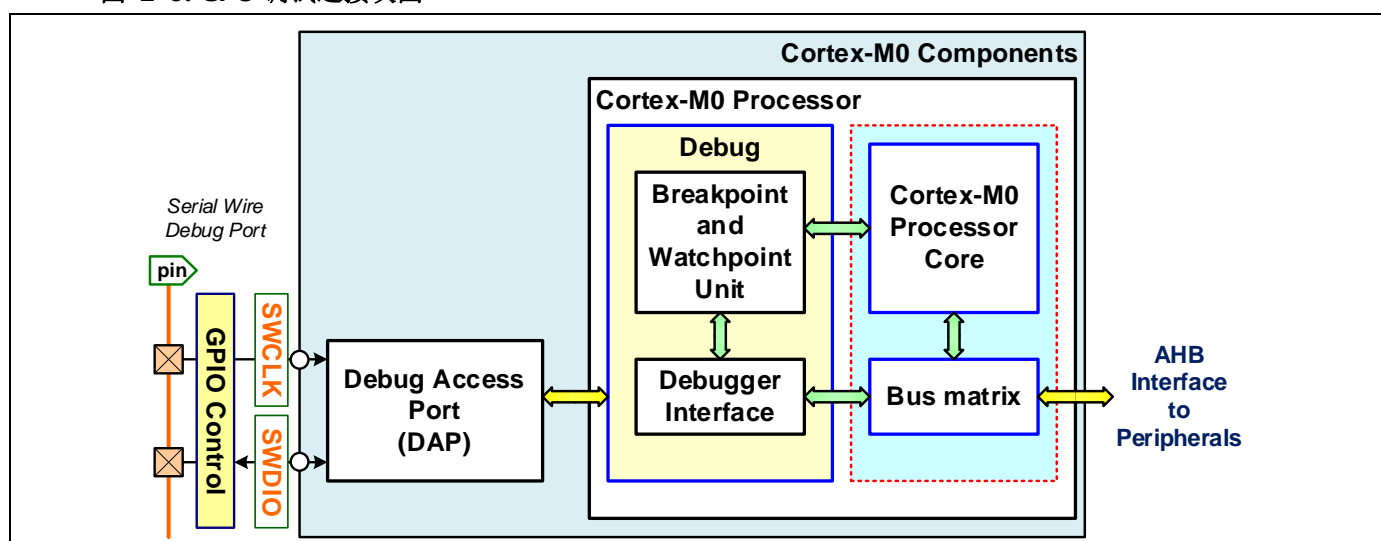 Cortex-M0 Components
Cortex-M0 Processor
Debug
Breakpoint
and
Watchpoint
Unit
Cortex-M0
Processor
Core
Serial Wire
Debug Port
pin
GPIO Control
SWCLK
SWDIO
Debug Access
Port
(DAP)
Debugger
Interface
Bus matrix
AHB
Interface
to
Peripherals